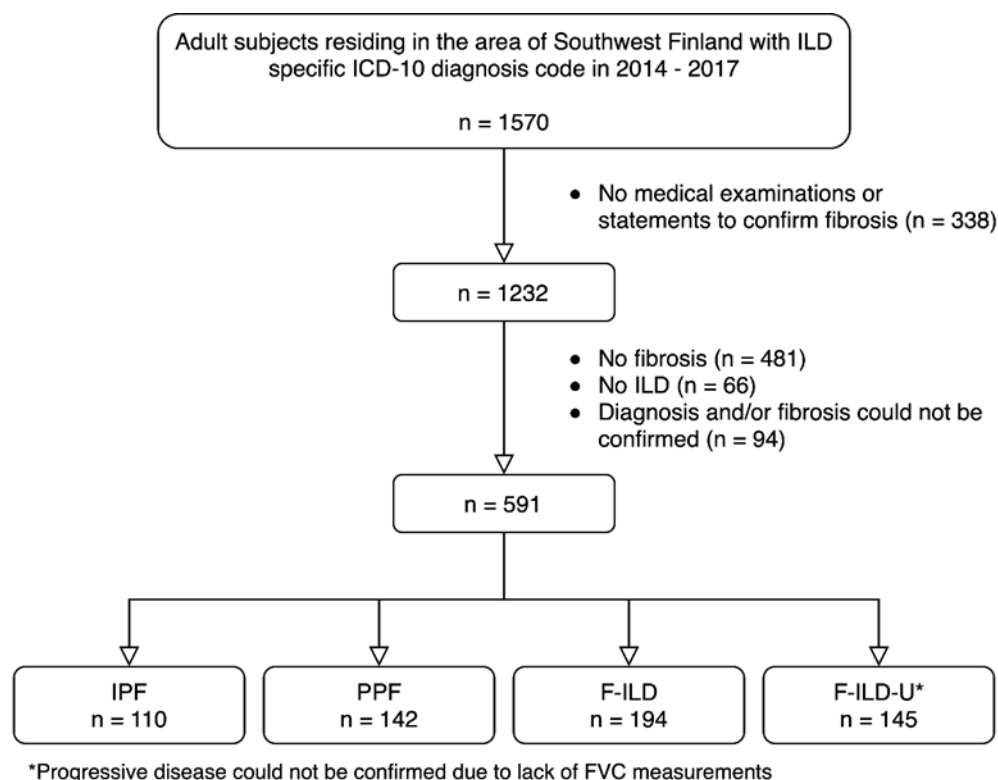 Adult subjects residing in the area of Southwest Finland with ILD
specific ICD-10 diagnosis code in 2014 - 2017
n = 1570
● No medical examinations or
statements to confirm fibrosis (n = 338)
n = 1232
● No fibrosis (n = 481)
● No ILD (n = 66)
● Diagnosis and/or fibrosis could not be
confirmed (n = 94)
n = 591
IPF
n = 110
PPF
n = 142
F-ILD
n = 194
F-ILD-U*
n = 145
*Progressive disease could not be confirmed due to lack of FVC measurements